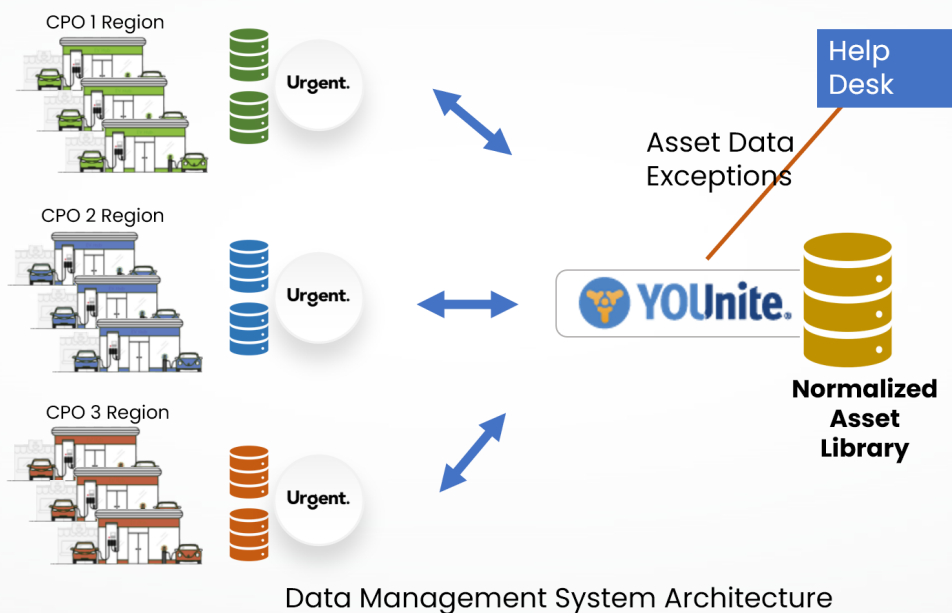 CPO 1 Region
Urgent.
Help
Desk
Asset Data
Exceptions
CPO 2 Region
Urgent.
YOUnite.
Normalized
Asset
Library
CPO 3 Region
Urgent.
Data Management System Architecture